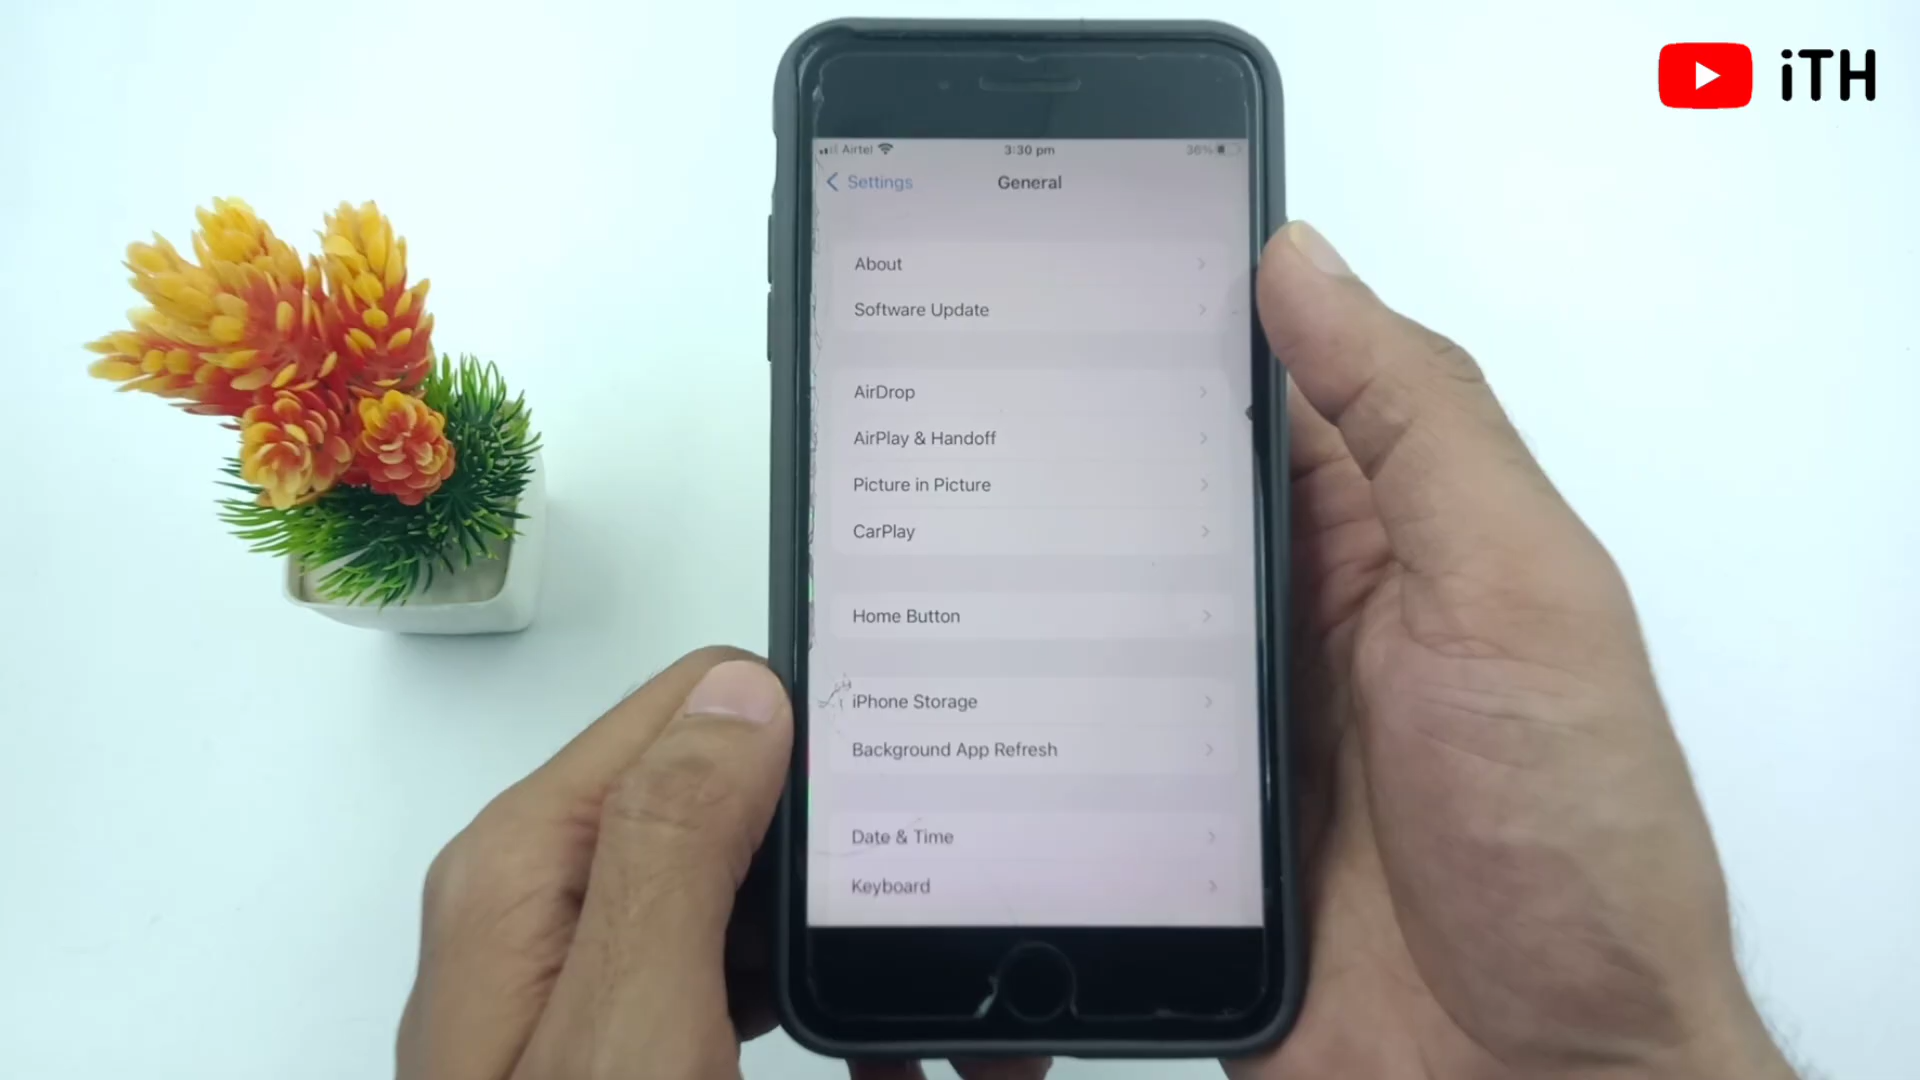 iTH
Airtel 3:30 pm 36%
Settings General
About
Software Update
AirDrop
AirPlay & Handoff
Picture in Picture
CarPlay
Home Button
iPhone Storage
Background App Refresh
Date & Time
Keyboard